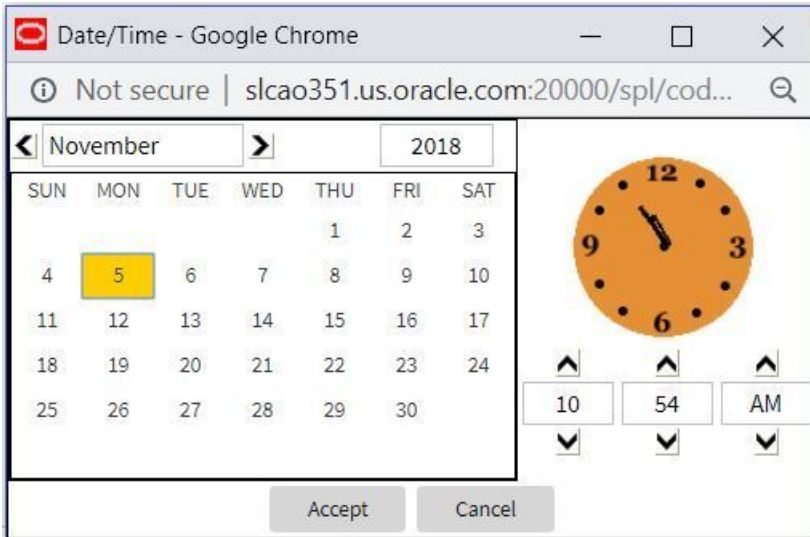 Date/Time - Google Chrome
Not secure | slcao351.us.oracle.com:20000/spl/cod...
November 2018
SUN MON TUE WED THU FRI SAT
1 2 3
4 5 6 7 8 9 10
11 12 13 14 15 16 17
18 19 20 21 22 23 24
25 26 27 28 29 30
12
9 3
6
10 54 AM
Accept Cancel